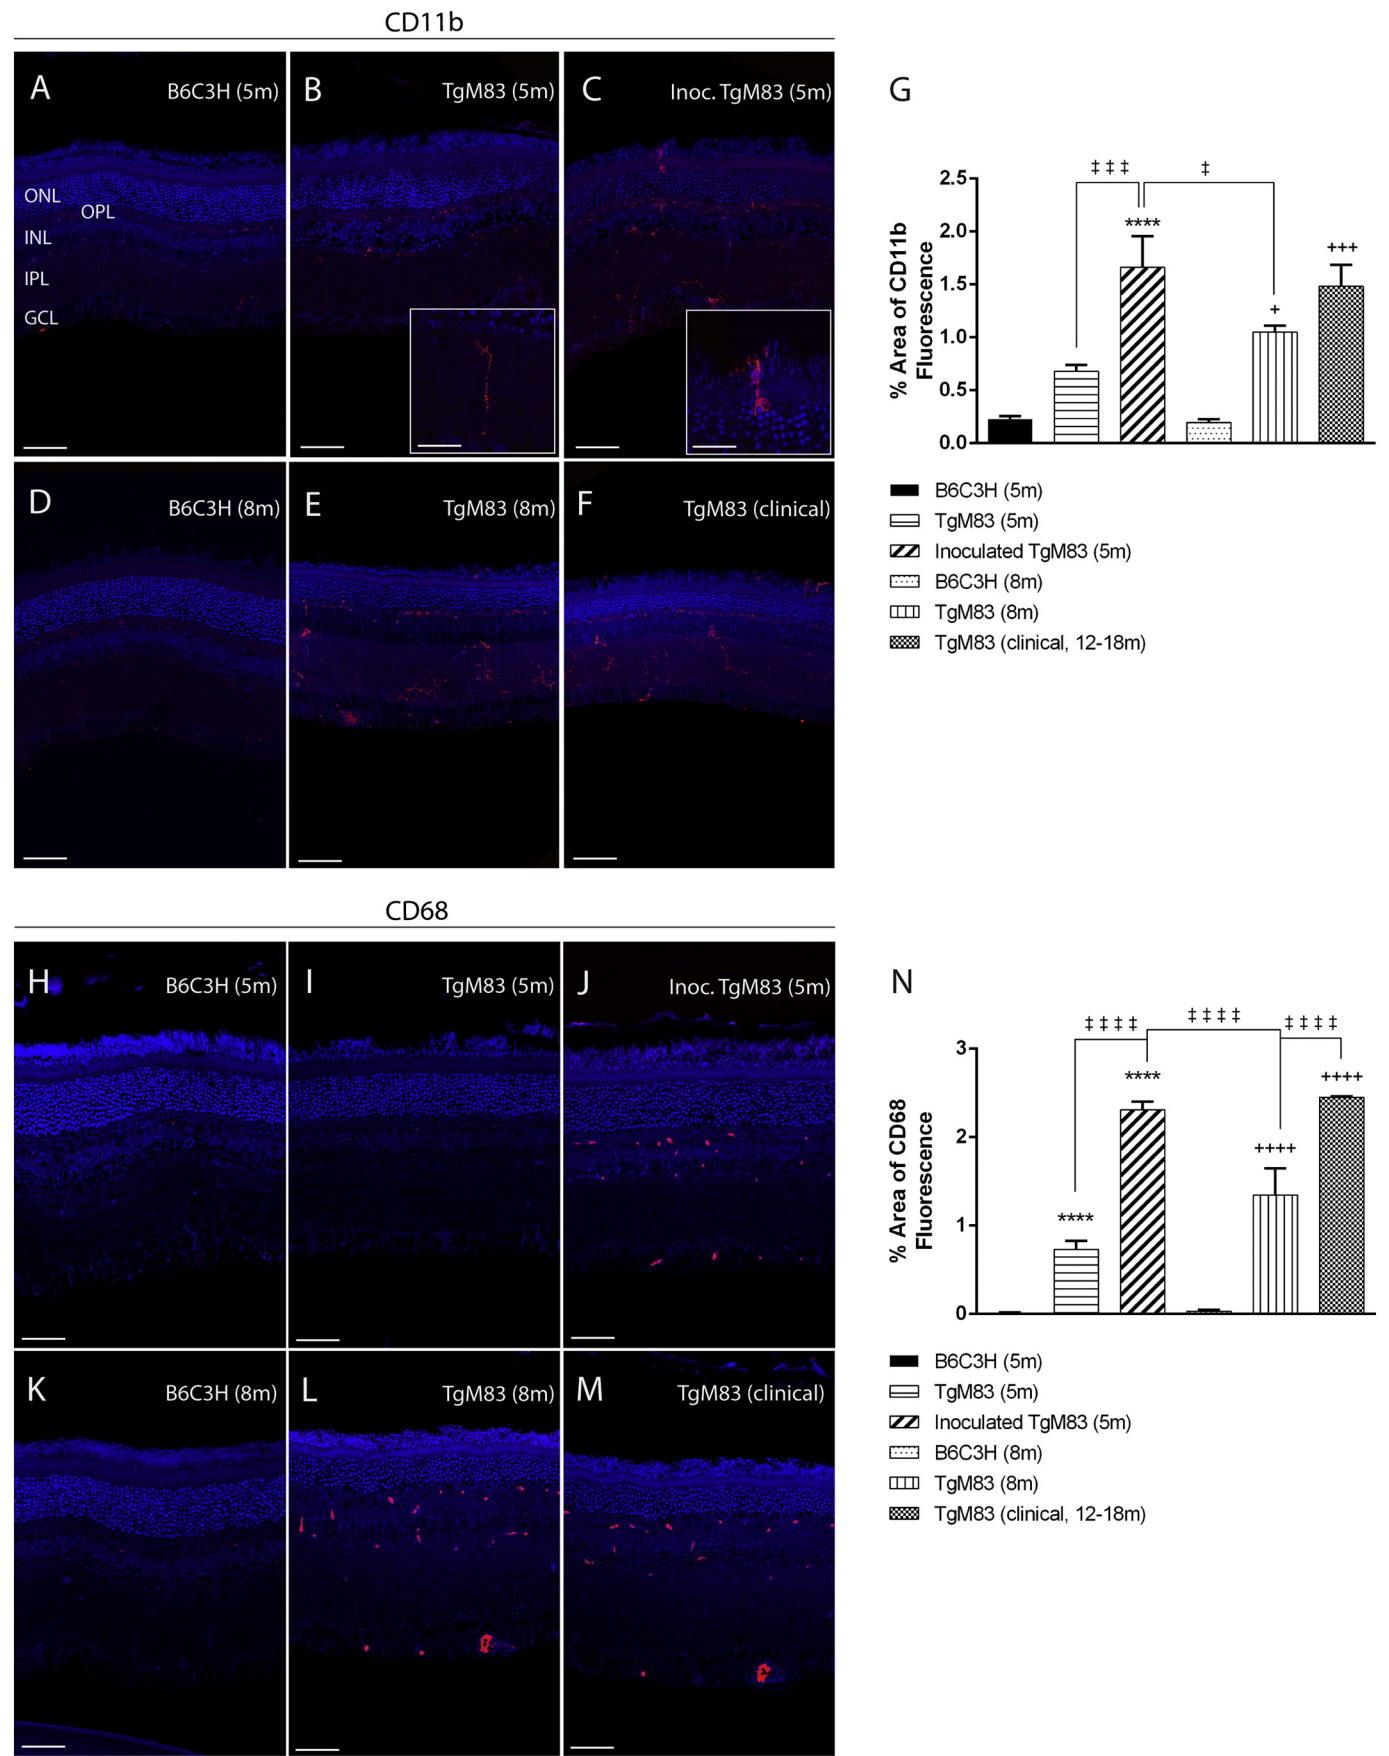 CD11b
A B6C3H (5m)
B TgM83 (5m)
C Inoc. TgM83 (5m)
ONL
OPL
INL
IPL
GCL
D B6C3H (8m)
E TgM83 (8m)
F TgM83 (clinical)
G
% Area of CD11b
Fluorescence
2.5
2.0
1.5
1.0
0.5
0.0
‡ ‡ ‡
‡
****
+
+++
B6C3H (5m)
TgM83 (5m)
Inoculated TgM83 (5m)
B6C3H (8m)
TgM83 (8m)
TgM83 (clinical, 12-18m)
CD68
H B6C3H (5m)
I TgM83 (5m)
J Inoc. TgM83 (5m)
K B6C3H (8m)
L TgM83 (8m)
M TgM83 (clinical)
N
% Area of CD68
Fluorescence
3
2
1
0
‡ ‡ ‡ ‡
‡ ‡ ‡ ‡
‡ ‡ ‡ ‡
****
****
++++
++++
B6C3H (5m)
TgM83 (5m)
Inoculated TgM83 (5m)
B6C3H (8m)
TgM83 (8m)
TgM83 (clinical, 12-18m)